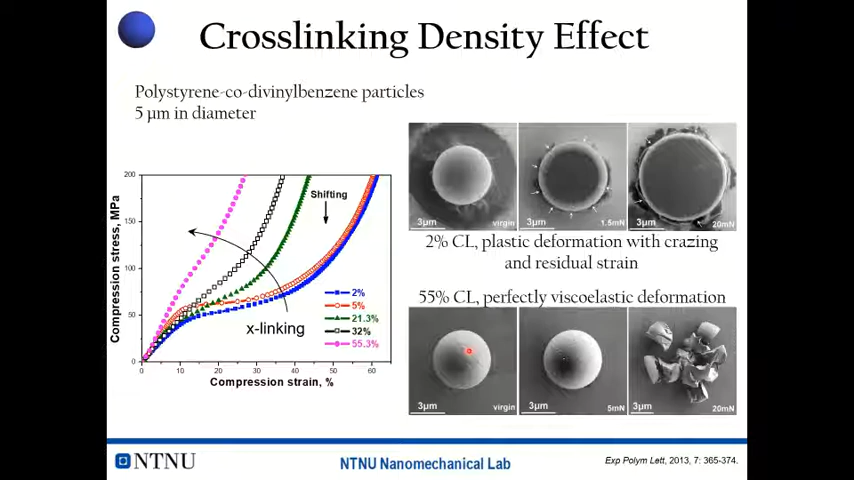 Crosslinking Density Effect
Polystyrene-co-divinylbenzene particles
5 µm in diameter
200
150
100
50
0
0
10
20
30
40
50
60
Compression stress, MPa
Compression strain, %
Shifting
x-linking
2%
5%
21.3%
32%
55.3%
3µm
virgin
3µm
1.5mN
3µm
20mN
2% CL, plastic deformation with crazing
and residual strain
55% CL, perfectly viscoelastic deformation
3µm
virgin
3µm
5mN
3µm
20mN
NTNU
NTNU Nanomechanical Lab
Exp Polym Lett, 2013, 7: 365-374.